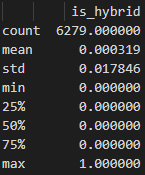 is_hybrid
count 6279.000000
mean 0.000319
std 0.017846
min 0.000000
25% 0.000000
50% 0.000000
75% 0.000000
max 1.000000